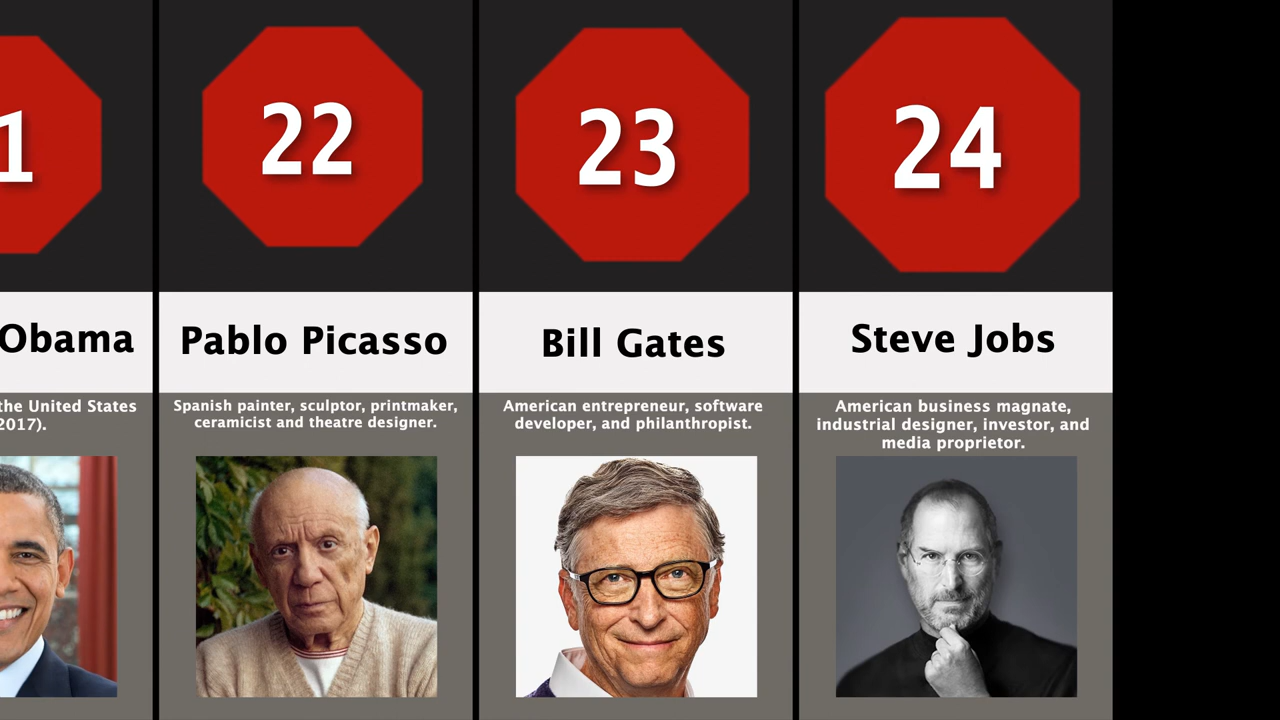 1
22
23
24
Obama
Pablo Picasso
Bill Gates
Steve Jobs
the United States
2017).
Spanish painter, sculptor, printmaker,
ceramicist and theatre designer.
American entrepreneur, software
developer, and philanthropist.
American business magnate,
industrial designer, investor, and
media proprietor.